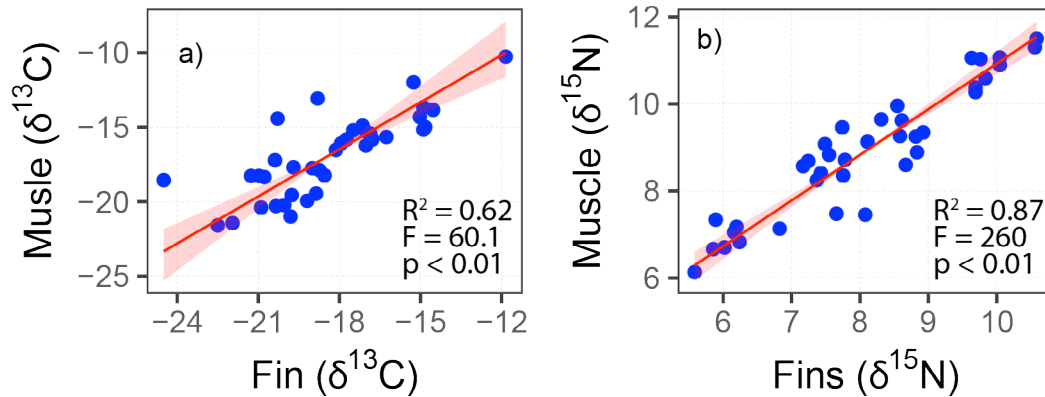 a)
Musle (δ¹³C)
−10
−15
−20
−25
R² = 0.62
F = 60.1
p < 0.01
−24 −21 −18 −15 −12
Fin (δ¹³C)
b)
Muscle (δ¹⁵N)
12
10
8
6
R² = 0.87
F = 260
p < 0.01
6 7 8 9 10
Fins (δ¹⁵N)